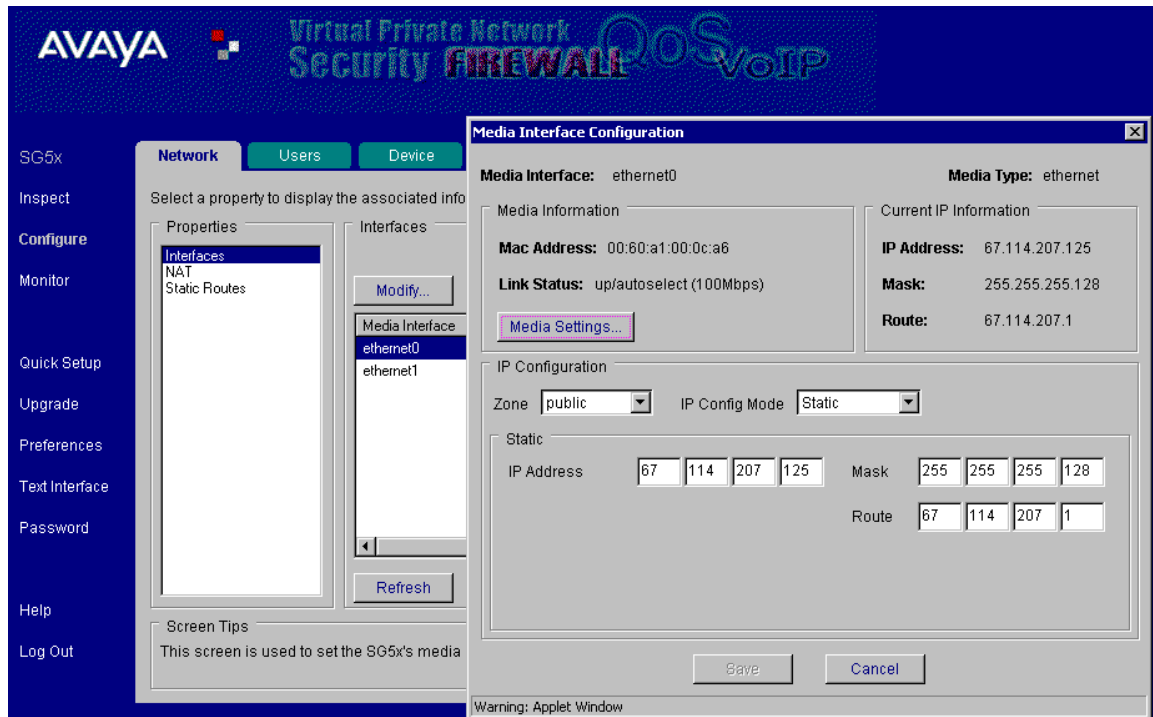 AVAYA
Virtual Private Network
Security FIREWALL QoS VoIP
SG5x
Inspect
Configure
Monitor
Quick Setup
Upgrade
Preferences
Text Interface
Password
Help
Log Out
Network Users Device
Select a property to display the associated info
Properties
Interfaces
NAT
Static Routes
Interfaces
Modify...
Media Interface
ethernet0
ethernet1
Refresh
Screen Tips
This screen is used to set the SG5x's media
Media Interface Configuration
Media Interface: ethernet0 Media Type: ethernet
Media Information
Mac Address: 00:60:a1:00:0c:a6
Link Status: up/autoselect (100Mbps)
Media Settings...
Current IP Information
IP Address: 67.114.207.125
Mask: 255.255.255.128
Route: 67.114.207.1
IP Configuration
Zone public IP Config Mode Static
Static
IP Address 67 114 207 125 Mask 255 255 255 128
Route 67 114 207 1
Save Cancel
Warning: Applet Window